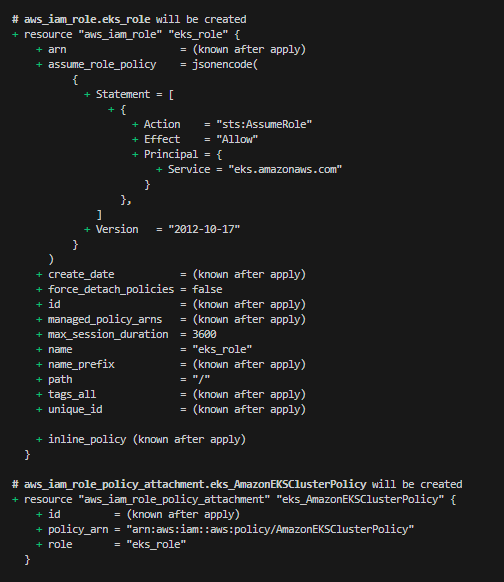 # aws_iam_role.eks_role will be created
+ resource "aws_iam_role" "eks_role" {
+ arn = (known after apply)
+ assume_role_policy = jsonencode(
{
+ Statement = [
+ {
+ Action = "sts:AssumeRole"
+ Effect = "Allow"
+ Principal = {
+ Service = "eks.amazonaws.com"
}
},
]
+ Version = "2012-10-17"
}
)
+ create_date = (known after apply)
+ force_detach_policies = false
+ id = (known after apply)
+ managed_policy_arns = (known after apply)
+ max_session_duration = 3600
+ name = "eks_role"
+ name_prefix = (known after apply)
+ path = "/"
+ tags_all = (known after apply)
+ unique_id = (known after apply)
+ inline_policy (known after apply)
}
# aws_iam_role_policy_attachment.eks_AmazonEKSClusterPolicy will be created
+ resource "aws_iam_role_policy_attachment" "eks_AmazonEKSClusterPolicy" {
+ id = (known after apply)
+ policy_arn = "arn:aws:iam::aws:policy/AmazonEKSClusterPolicy"
+ role = "eks_role"
}